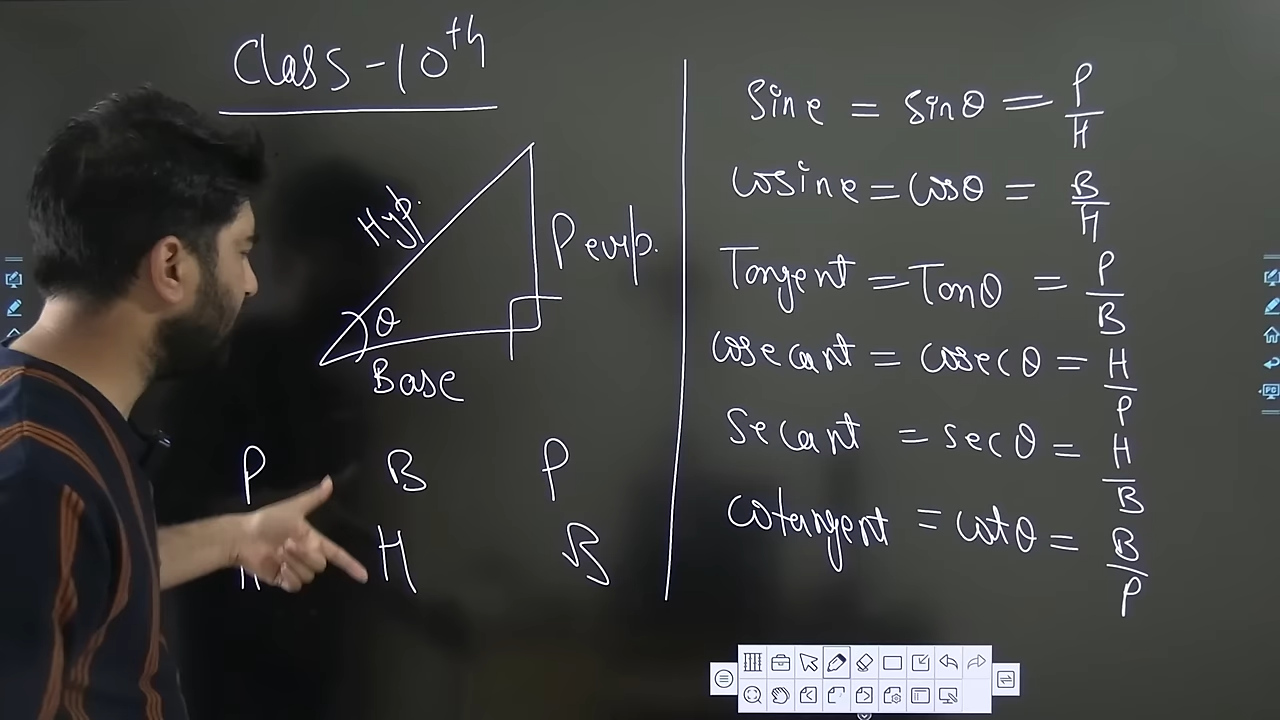 Class-10th
Hyp.
Perp.
θ
Base
P B P
H H B
Sine = sinθ = P/H
Cosine = cosθ = B/H
Tangent = Tanθ = P/B
cosecant = cosecθ = H/P
Secant = secθ = H/B
cotangent = cotθ = B/P